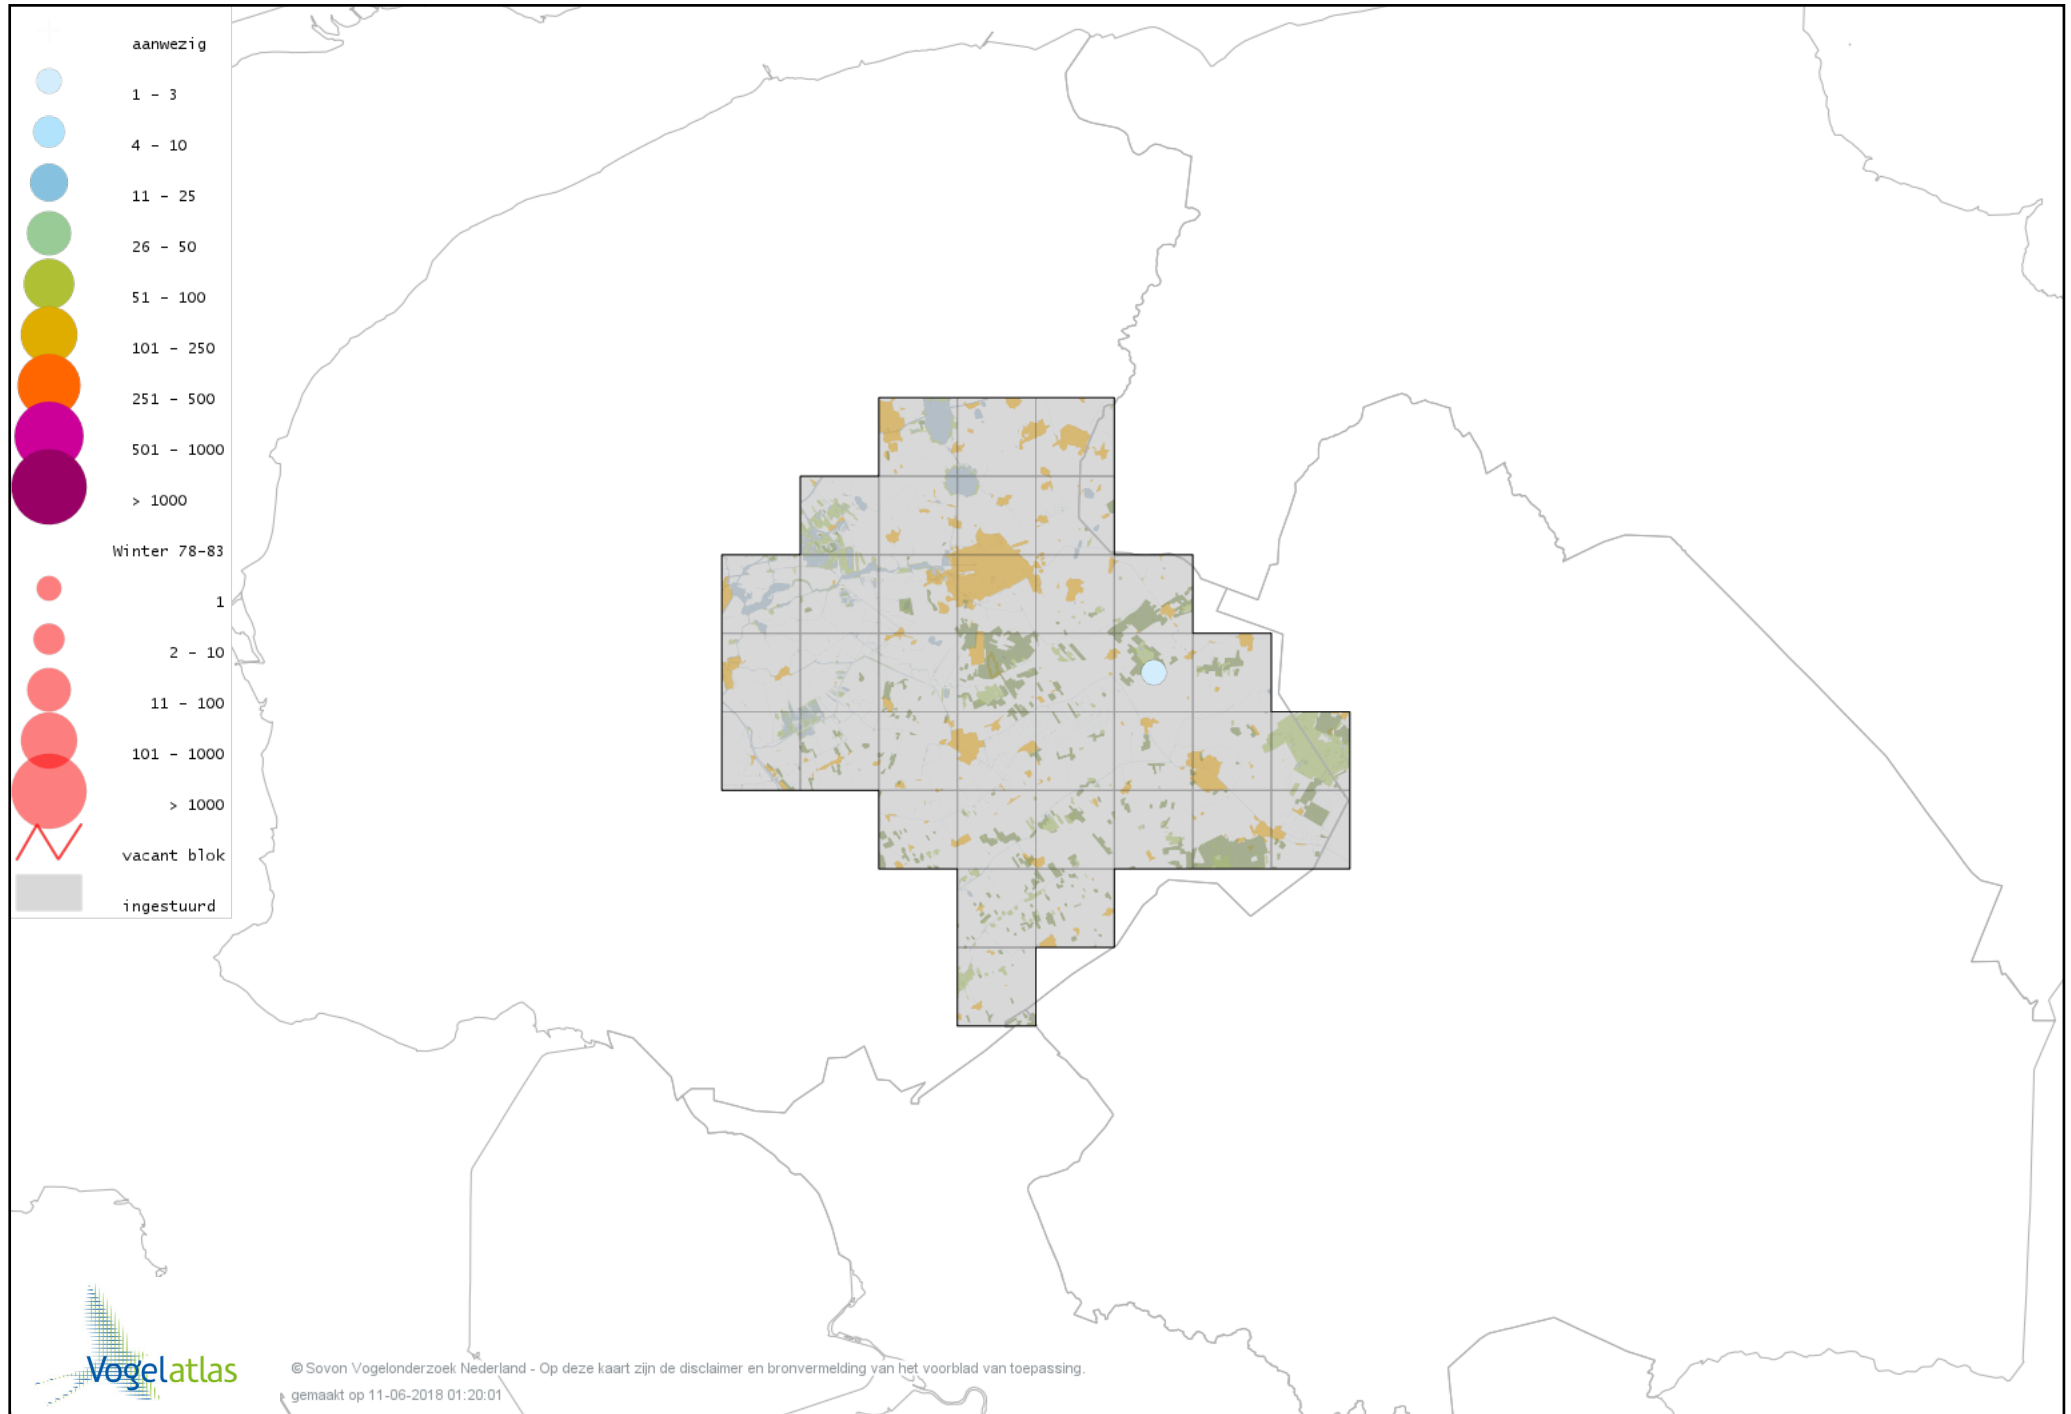 aanwezig
1 - 3
4 - 10
11 - 25
26 - 50
51 - 100
101 - 250
251 - 500
501 - 1000
> 1000
Winter 78-83
1
2 - 10
11 - 100
101 - 1000
> 1000
vacant blok
ingestuurd
Vogelatlas
© Sovon Vogelonderzoek Nederland - Op deze kaart zijn de disclaimer en bronvermelding van het voorblad van toepassing.
gemaakt op 11-06-2018 01:20:01